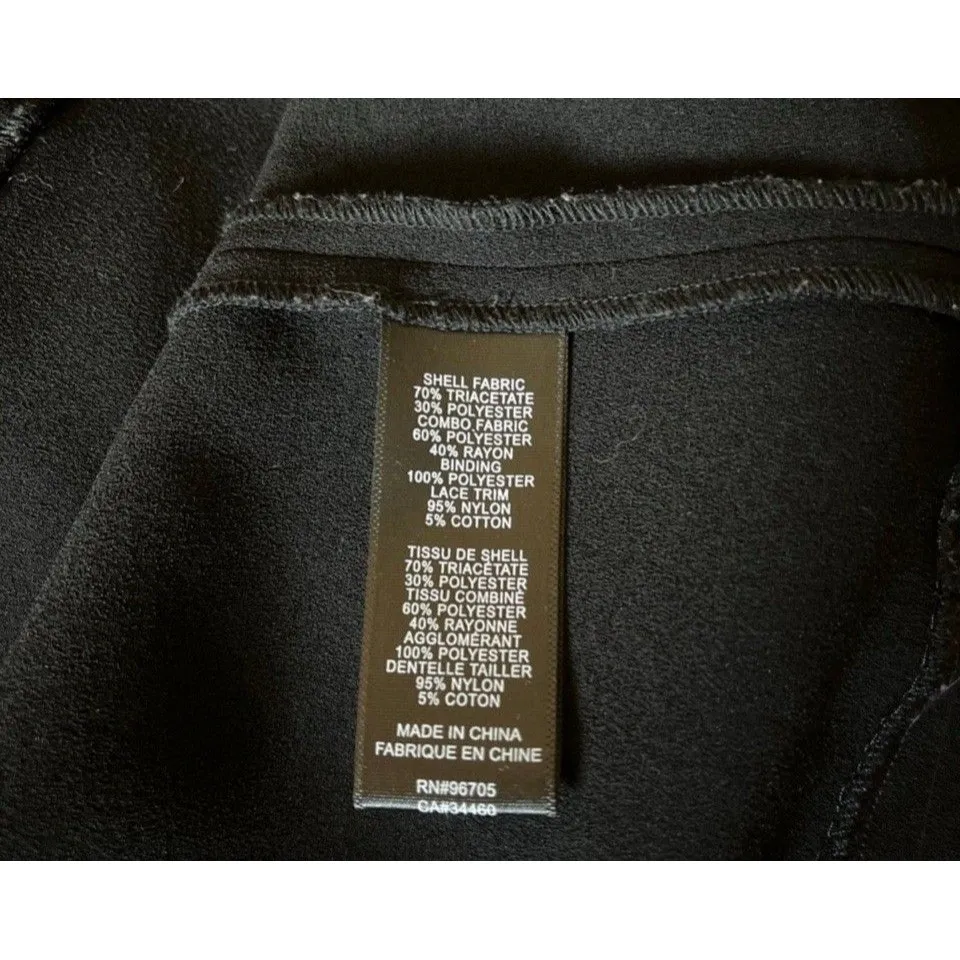 SHELL FABRIC
70% TRIACETATE
30% POLYESTER
COMBO FABRIC
60% POLYESTER
40% RAYON
BINDING
100% POLYESTER
LACE TRIM
95% NYLON
5% COTTON
TISSU DE SHELL
70% TRIACÉTATE
30% POLYESTER
TISSU COMBINÉ
60% POLYESTER
40% RAYONNE
AGGLOMÉRANT
100% POLYESTER
DENTELLE TAILLER
95% NYLON
5% COTON
MADE IN CHINA
FABRIQUE EN CHINE
RN#96705
CA#34460